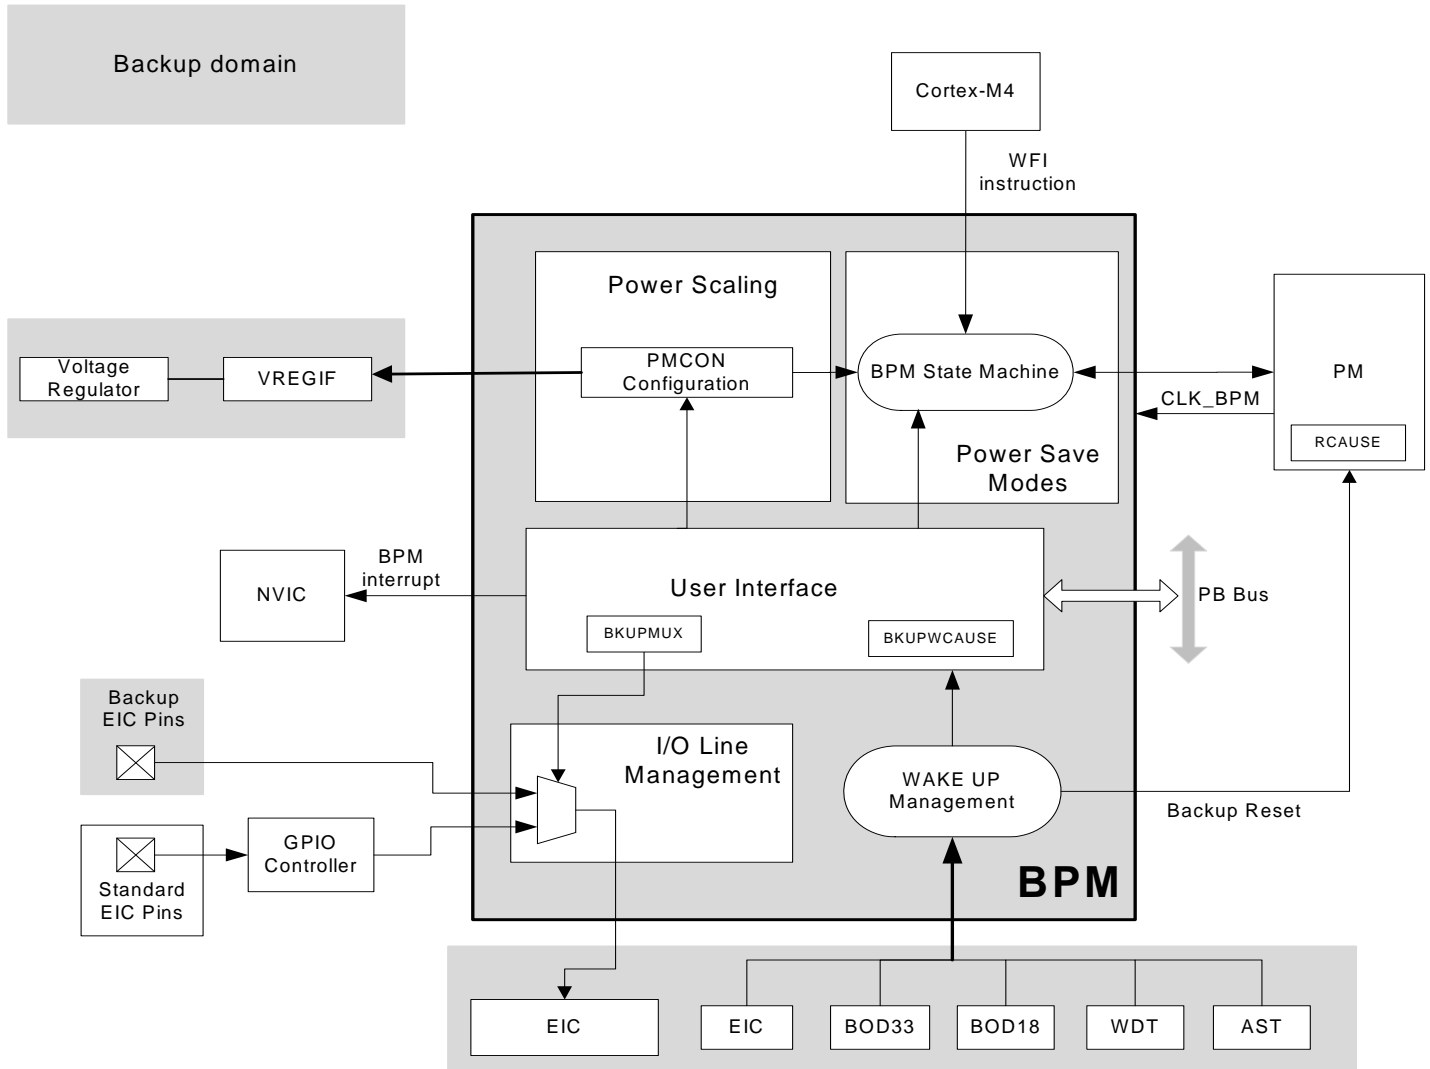 Backup domain
Cortex-M4
WFI
instruction
Power Scaling
PMCON
Configuration
BPM State Machine
Power Save
Modes
Voltage
Regulator
VREGIF
PM
CLK_BPM
RCAUSE
BPM
interrupt
NVIC
User Interface
BKUPMUX
BKUPWCAUSE
PB Bus
Backup
EIC Pins
I/O Line
Management
WAKE UP
Management
Backup Reset
GPIO
Controller
Standard
EIC Pins
BPM
EIC
EIC
BOD33
BOD18
WDT
AST